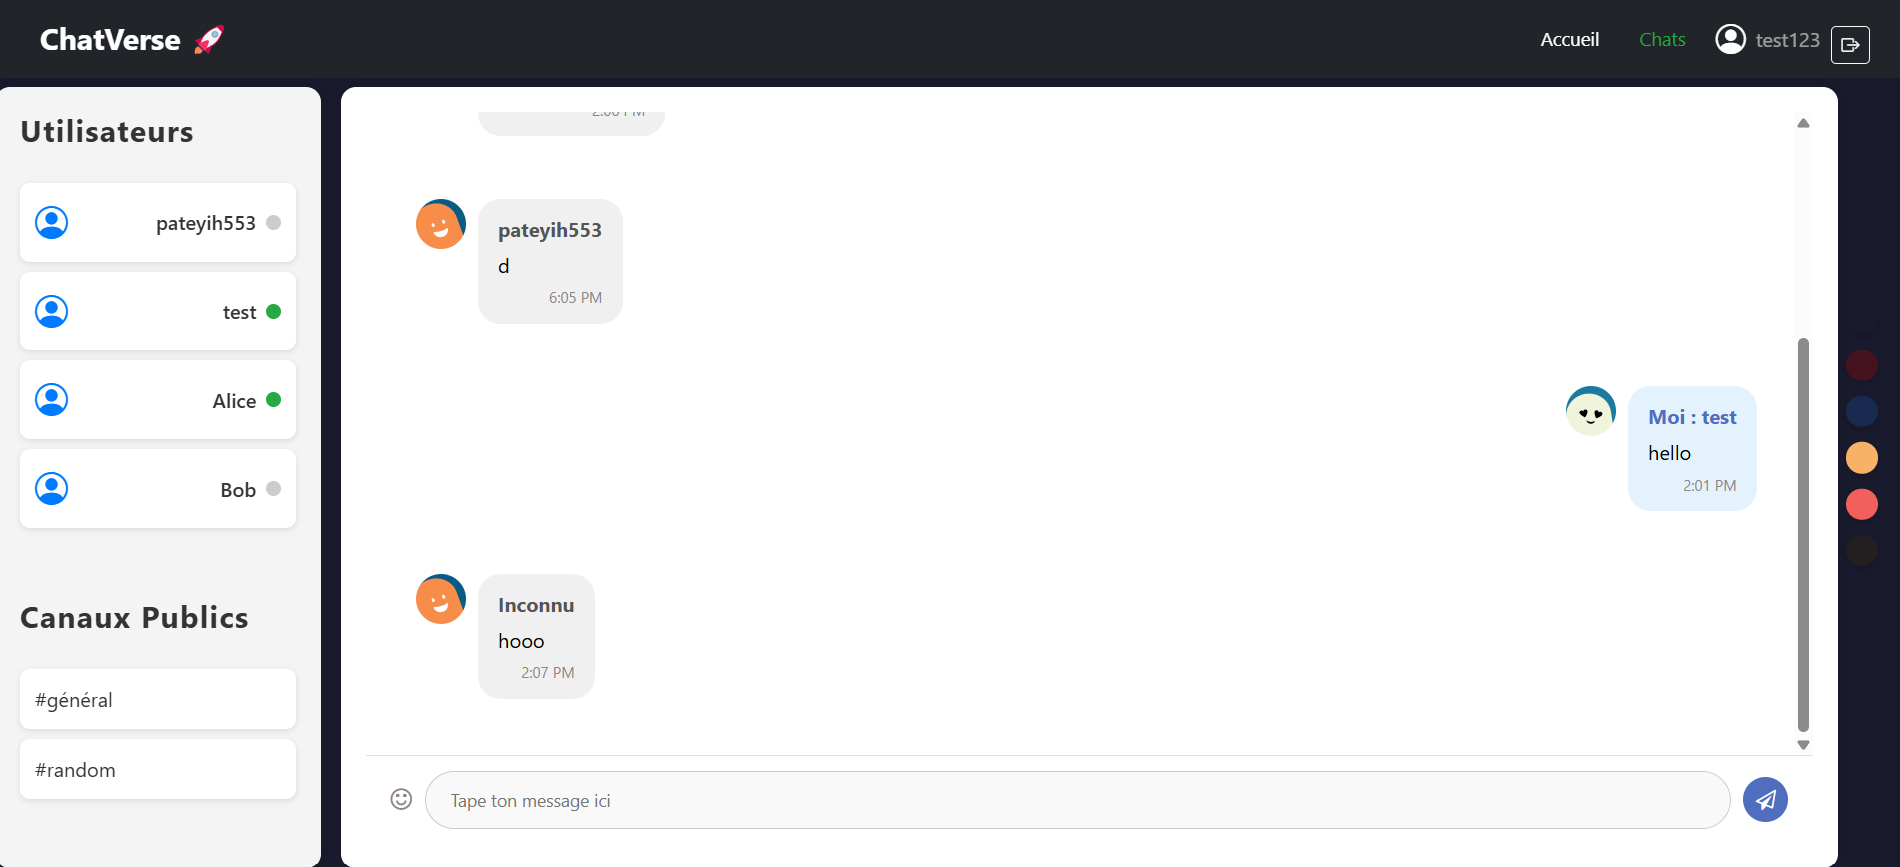 ChatVerse 🚀
Accueil
Chats
test123
Utilisateurs
pateyih553
test
Alice
Bob
Canaux Publics
#général
#random
pateyih553
d
6:05 PM
Moi : test
hello
2:01 PM
Inconnu
hooo
2:07 PM
Tape ton message ici